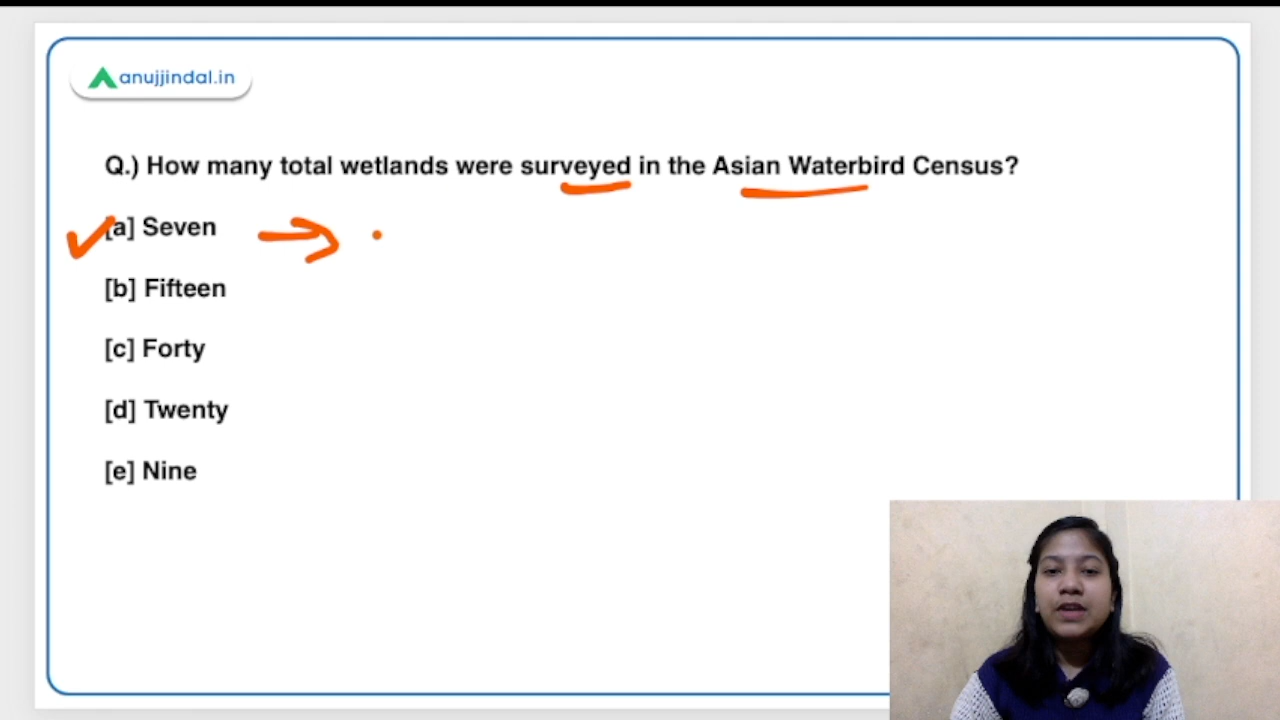 anujjindal.in
Q.) How many total wetlands were surveyed in the Asian Waterbird Census?
[a] Seven
[b] Fifteen
[c] Forty
[d] Twenty
[e] Nine